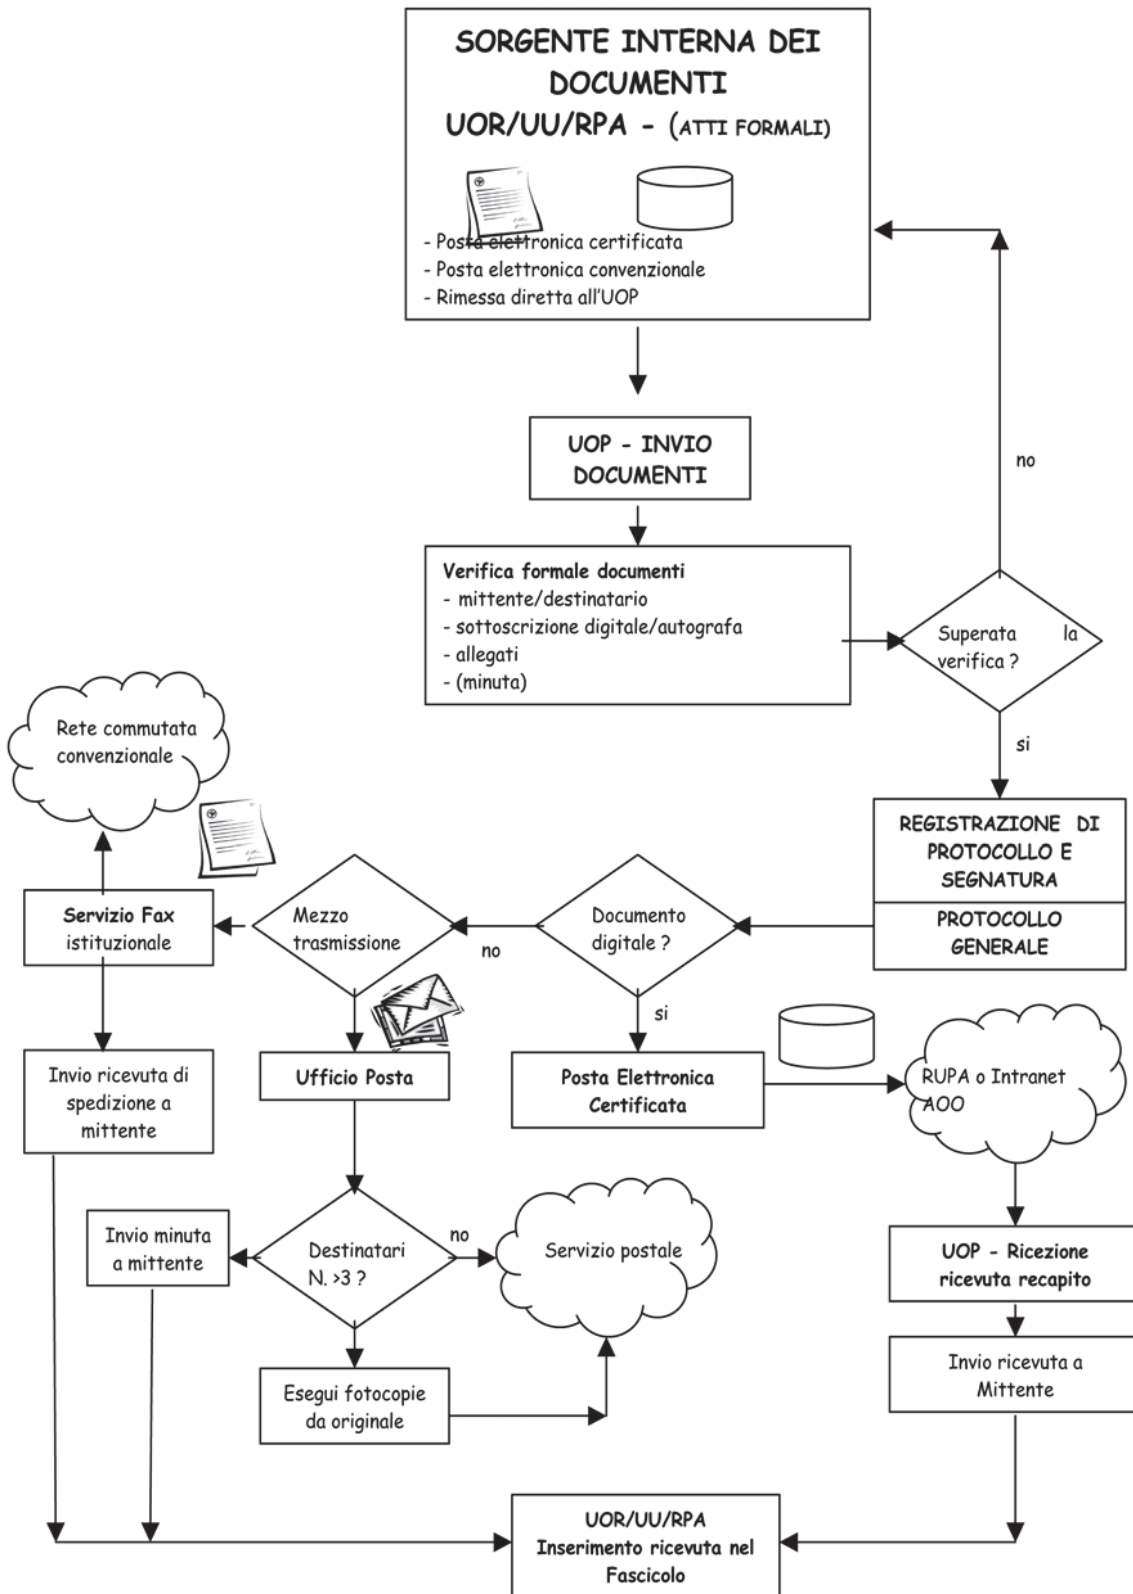 SORGENTE INTERNA DEI
DOCUMENTI
UOR/UU/RPA - (ATTI FORMALI)
- Posta elettronica certificata
- Posta elettronica convenzionale
- Rimessa diretta all'UOP
UOP - INVIO
DOCUMENTI
no
Verifica formale documenti
- mittente/destinatario
- sottoscrizione digitale/autografa
- allegati
- (minuta)
Superata la
verifica ?
si
Rete commutata
convenzionale
REGISTRAZIONE DI
PROTOCOLLO E
SEGNATURA
PROTOCOLLO
GENERALE
Documento
digitale ?
no
Mezzo
trasmissione
Servizio Fax
istituzionale
si
Invio ricevuta di
spedizione a
mittente
Ufficio Posta
Posta Elettronica
Certificata
RUPA o Intranet
AOO
Invio minuta
a mittente
Destinatari
N. >3 ?
no
Servizio postale
UOP - Ricezione
ricevuta recapito
Esegui fotocopie
da originale
Invio ricevuta a
Mittente
UOR/UU/RPA
Inserimento ricevuta nel
Fascicolo